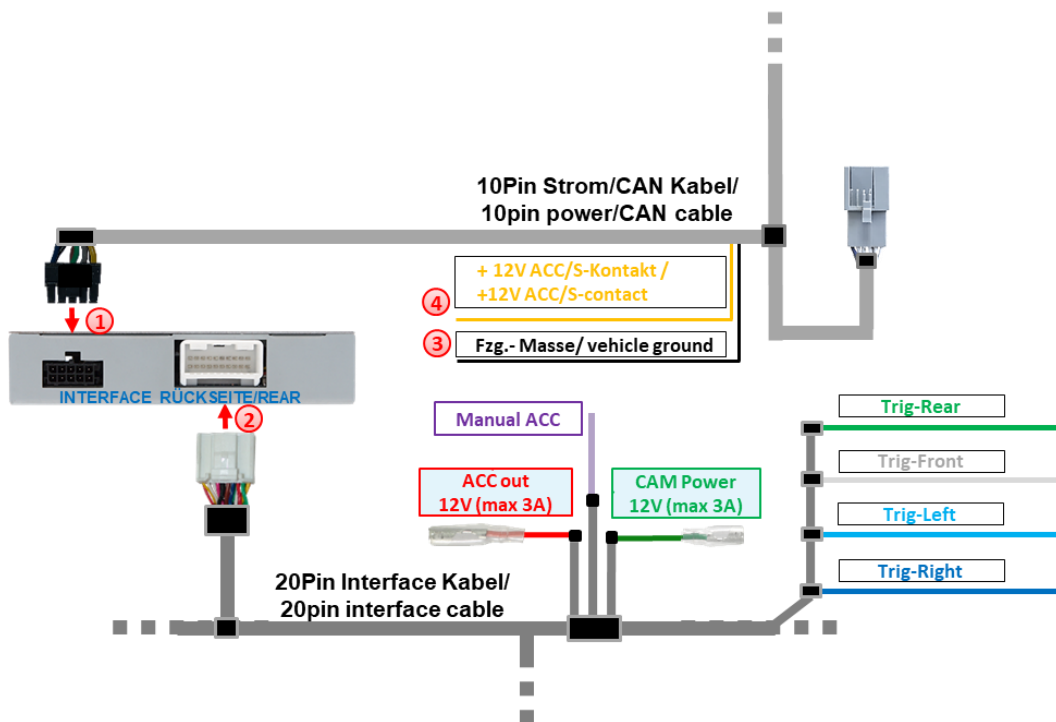 10Pin Strom/CAN Kabel/
10pin power/CAN cable
+ 12V ACC/S-Kontakt /
+12V ACC/S-contact
4
1
3
Fzg.- Masse/ vehicle ground
INTERFACE RÜCKSEITE/REAR
2
Manual ACC
Trig-Rear
Trig-Front
ACC out
12V (max 3A)
CAM Power
12V (max 3A)
Trig-Left
Trig-Right
20Pin Interface Kabel/
20pin interface cable